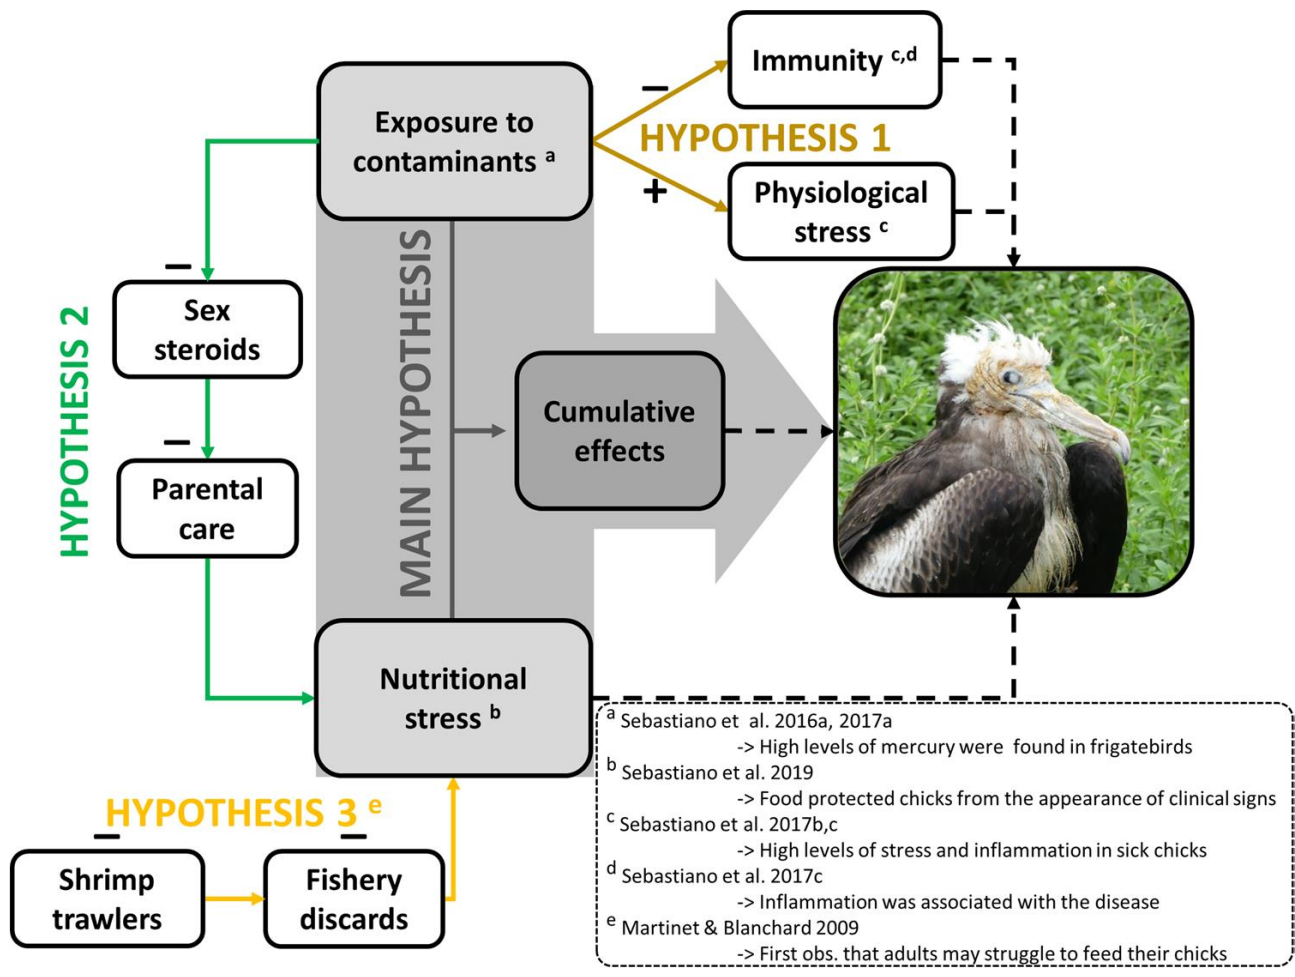 Immunity c,d
Exposure to
contaminants a
HYPOTHESIS 1
Physiological
stress c
–
+
–
Sex
steroids
HYPOTHESIS 2
MAIN HYPOTHESIS
Cumulative
effects
–
Parental
care
Nutritional
stress b
HYPOTHESIS 3 e
–
–
Shrimp
trawlers
Fishery
discards
a Sebastiano et al. 2016a, 2017a
-> High levels of mercury were found in frigatebirds
b Sebastiano et al. 2019
-> Food protected chicks from the appearance of clinical signs
c Sebastiano et al. 2017b,c
-> High levels of stress and inflammation in sick chicks
d Sebastiano et al. 2017c
-> Inflammation was associated with the disease
e Martinet & Blanchard 2009
-> First obs. that adults may struggle to feed their chicks